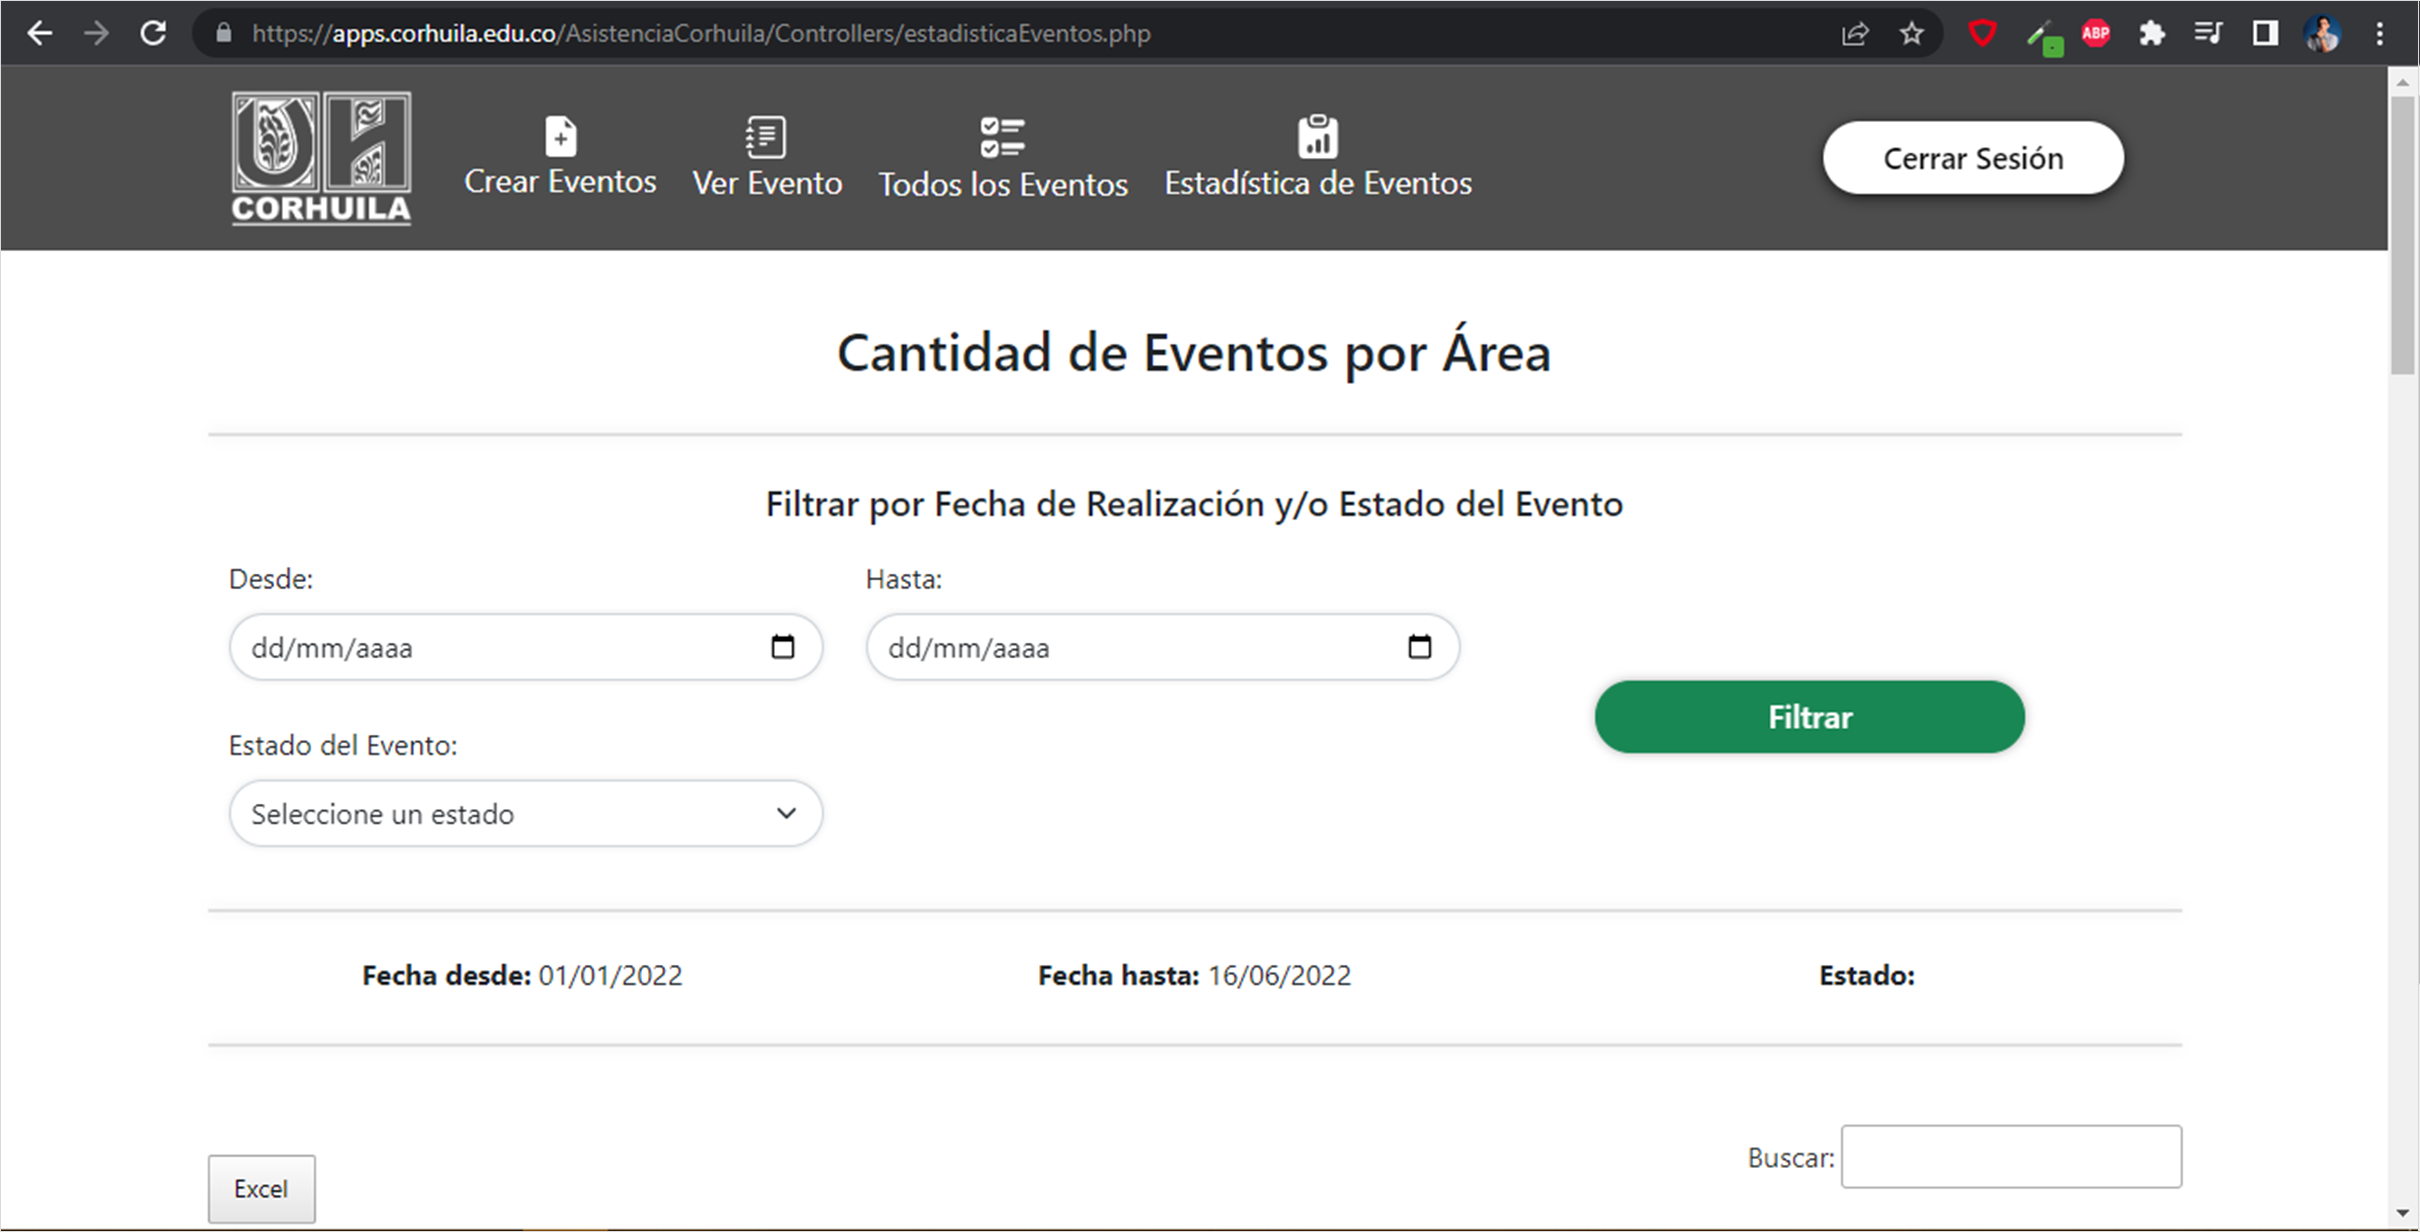 https://apps.corhuila.edu.co/AsistenciaCorhuila/Controllers/estadisticaEventos.php
ABP
UH
CORHUILA
Crear Eventos
Ver Evento
Todos los Eventos
Estadística de Eventos
Cerrar Sesión
Cantidad de Eventos por Área
Filtrar por Fecha de Realización y/o Estado del Evento
Desde:
Hasta:
dd/mm/aaaa
dd/mm/aaaa
Filtrar
Estado del Evento:
Seleccione un estado
Fecha desde: 01/01/2022
Fecha hasta: 16/06/2022
Estado:
Buscar:
Excel